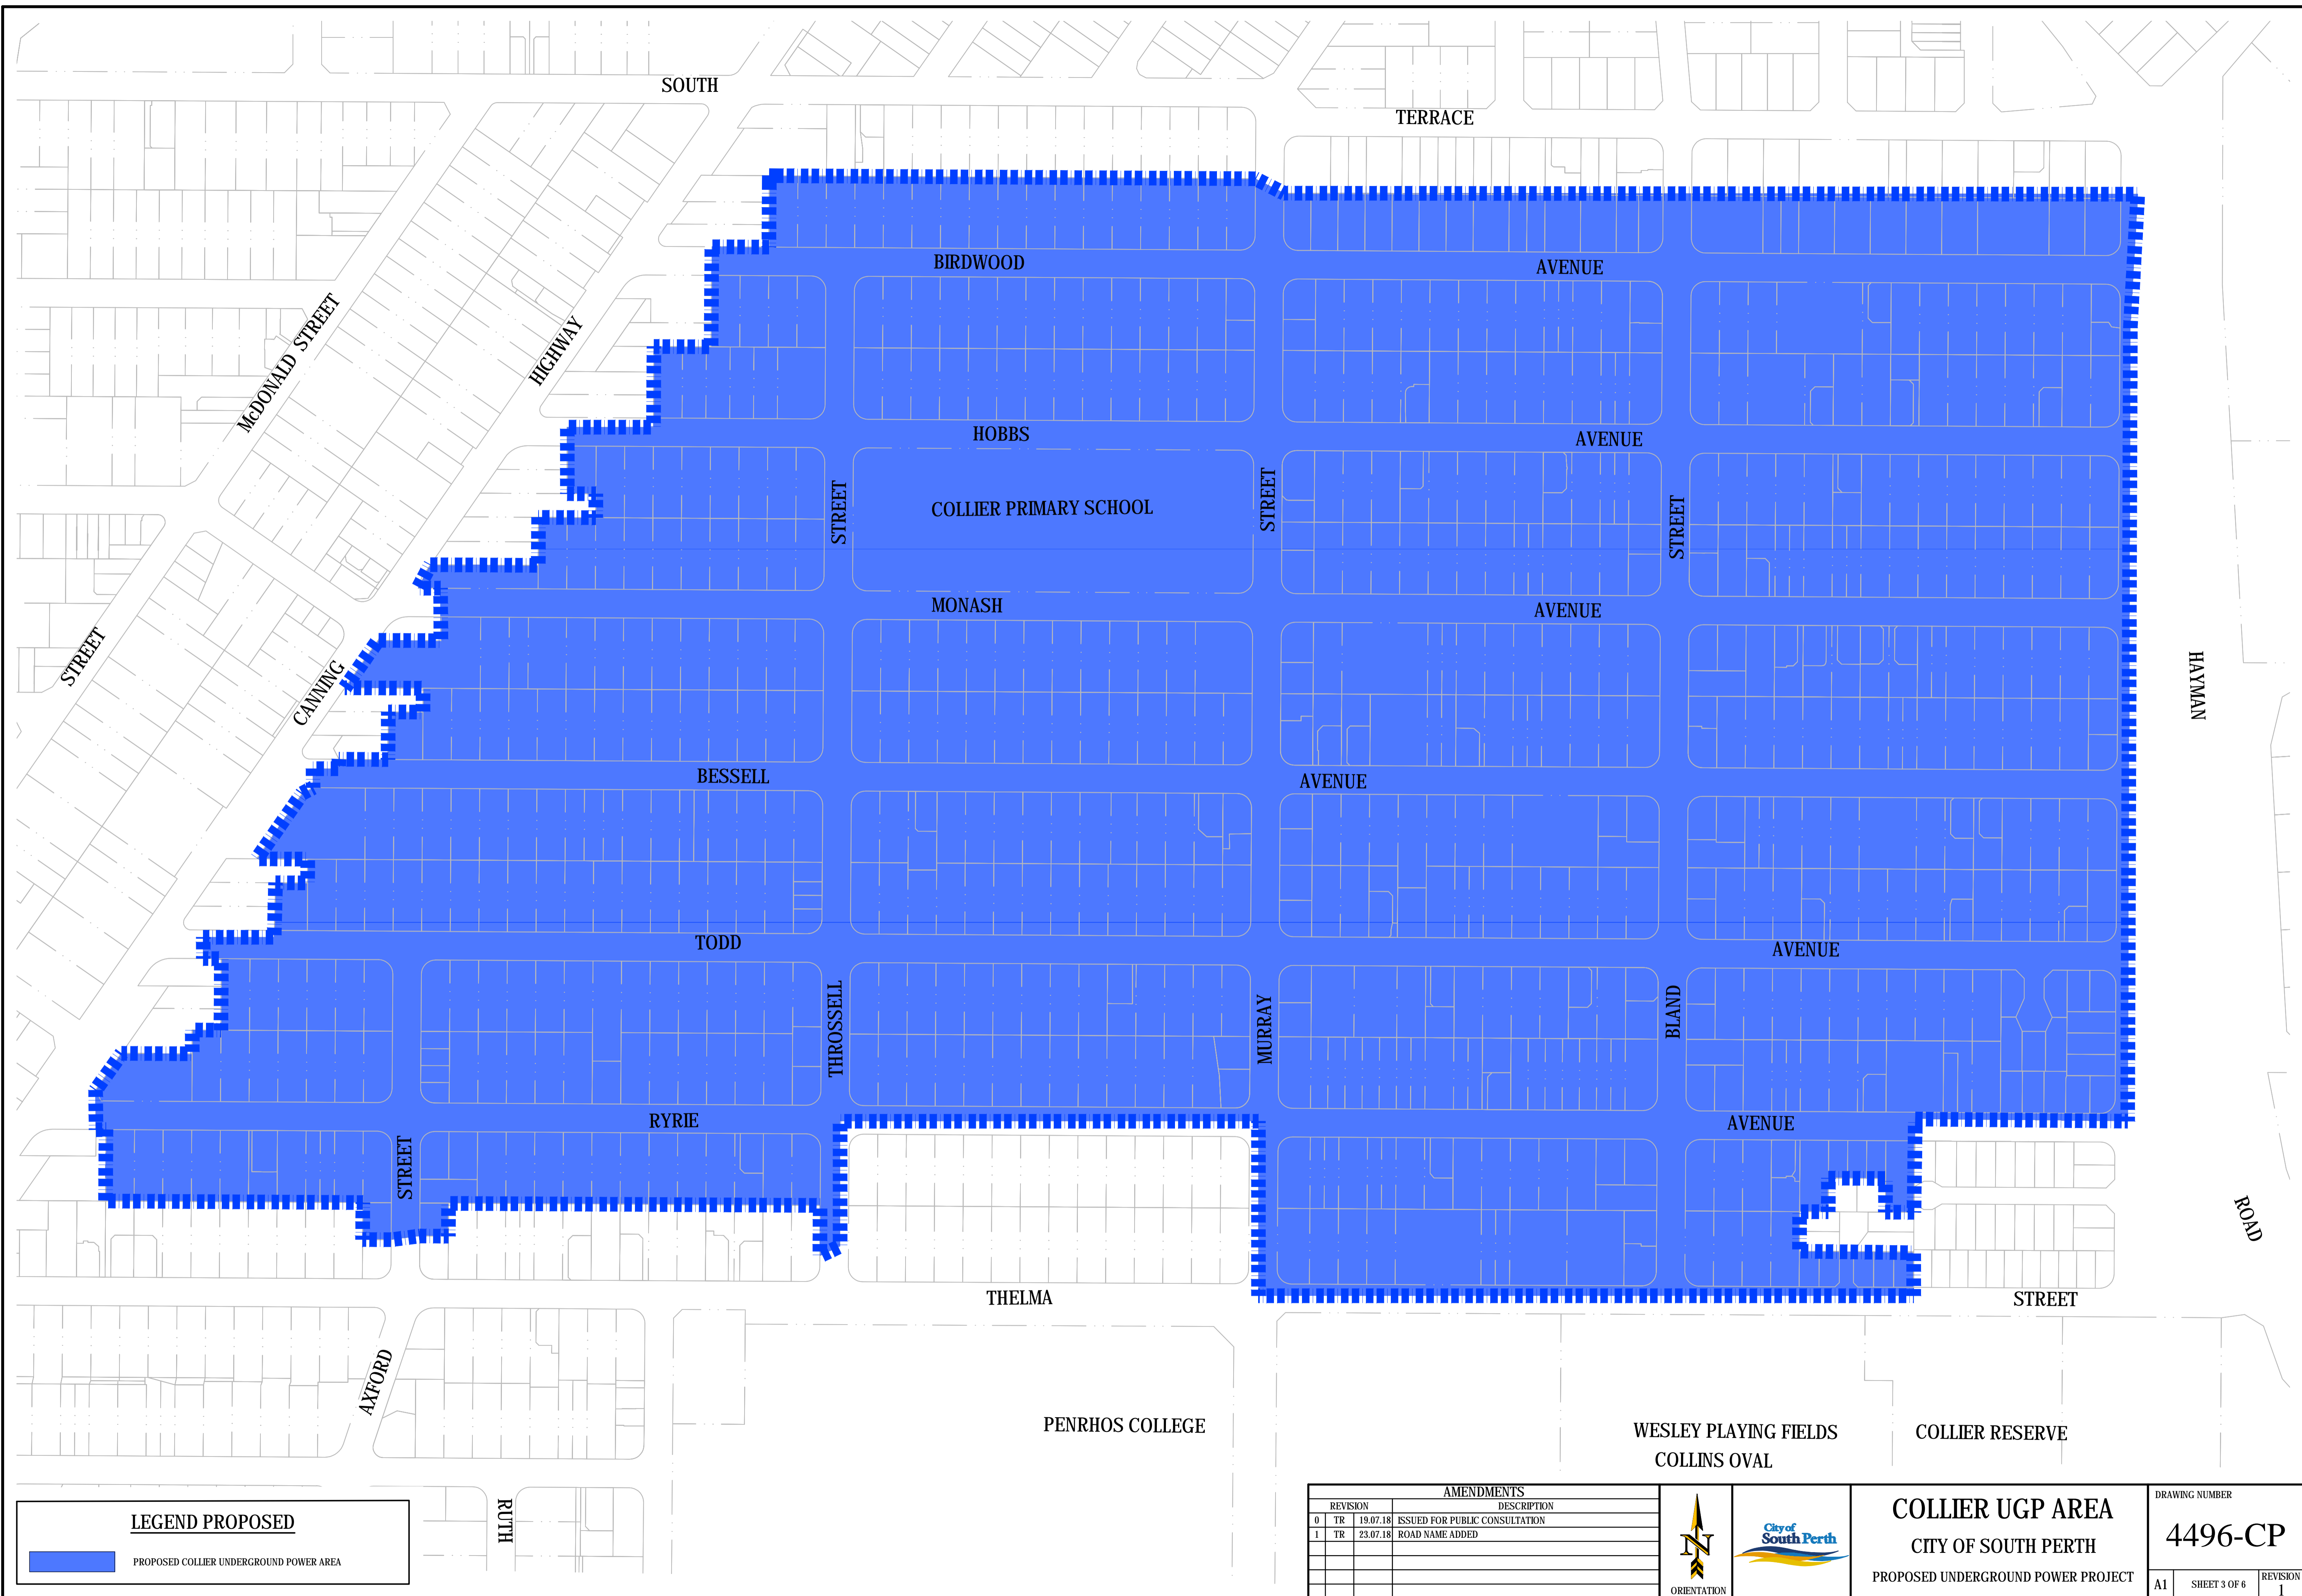 SOUTH
TERRACE
BIRDWOOD
AVENUE
McDONALD STREET
HIGHWAY
HOBBS
AVENUE
STREET
COLLIER PRIMARY SCHOOL
STREET
STREET
MONASH
AVENUE
STREET
CANNING
HAYMAN
BESSELL
AVENUE
TODD
AVENUE
THROSSELL
MURRAY
BLAND
RYRIE
AVENUE
STREET
ROAD
THELMA
STREET
AXFORD
PENRHOS COLLEGE
WESLEY PLAYING FIELDS
COLLINS OVAL
COLLIER RESERVE
RUTH
LEGEND PROPOSED
PROPOSED COLLIER UNDERGROUND POWER AREA
AMENDMENTS
REVISION DESCRIPTION
0 TR 19.07.18 ISSUED FOR PUBLIC CONSULTATION
1 TR 23.07.18 ROAD NAME ADDED
N
ORIENTATION
City of
South Perth
COLLIER UGP AREA
CITY OF SOUTH PERTH
PROPOSED UNDERGROUND POWER PROJECT
DRAWING NUMBER
4496-CP
A1 SHEET 3 OF 6 REVISION
1